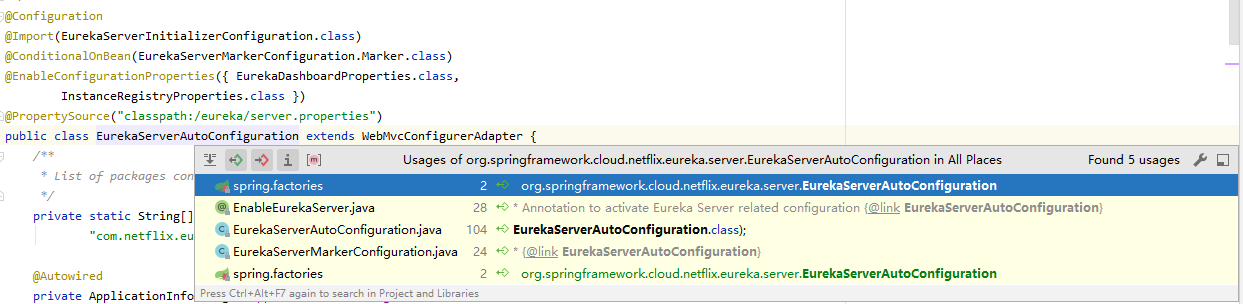 @Configuration
@Import(EurekaServerInitializerConfiguration.class)
@ConditionalOnBean(EurekaServerMarkerConfiguration.Marker.class)
@EnableConfigurationProperties({ EurekaDashboardProperties.class,
InstanceRegistryProperties.class })
@PropertySource("classpath:/eureka/server.properties")
public class EurekaServerAutoConfiguration extends WebMvcConfigurerAdapter {
/**
* List of packages con
*/
private static String[]
"com.netflix.eu
@Autowired
private ApplicationInfo
Usages of org.springframework.cloud.netflix.eureka.server.EurekaServerAutoConfiguration in All Places Found 5 usages
spring.factories 2 org.springframework.cloud.netflix.eureka.server.EurekaServerAutoConfiguration
EnableEurekaServer.java 28 * Annotation to activate Eureka Server related configuration {@link EurekaServerAutoConfiguration}
EurekaServerAutoConfiguration.java 104 EurekaServerAutoConfiguration.class);
EurekaServerMarkerConfiguration.java 24 * {@link EurekaServerAutoConfiguration}
spring.factories 2 org.springframework.cloud.netflix.eureka.server.EurekaServerAutoConfiguration
Press Ctrl+Alt+F7 again to search in Project and Libraries